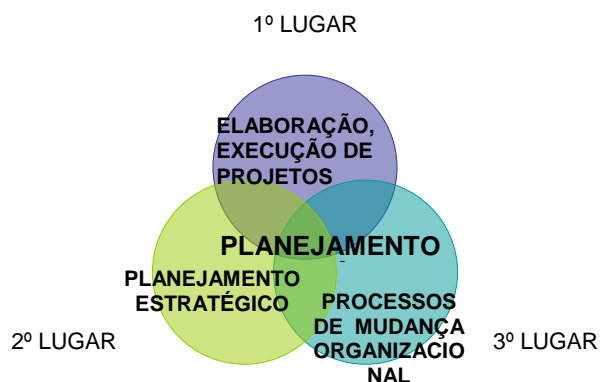 1º LUGAR
ELABORAÇÃO,
EXECUÇÃO DE
PROJETOS
PLANEJAMENTO
PLANEJAMENTO
ESTRATÉGICO
PROCESSOS
DE MUDANÇA
ORGANIZACIO
NAL
2º LUGAR
3º LUGAR